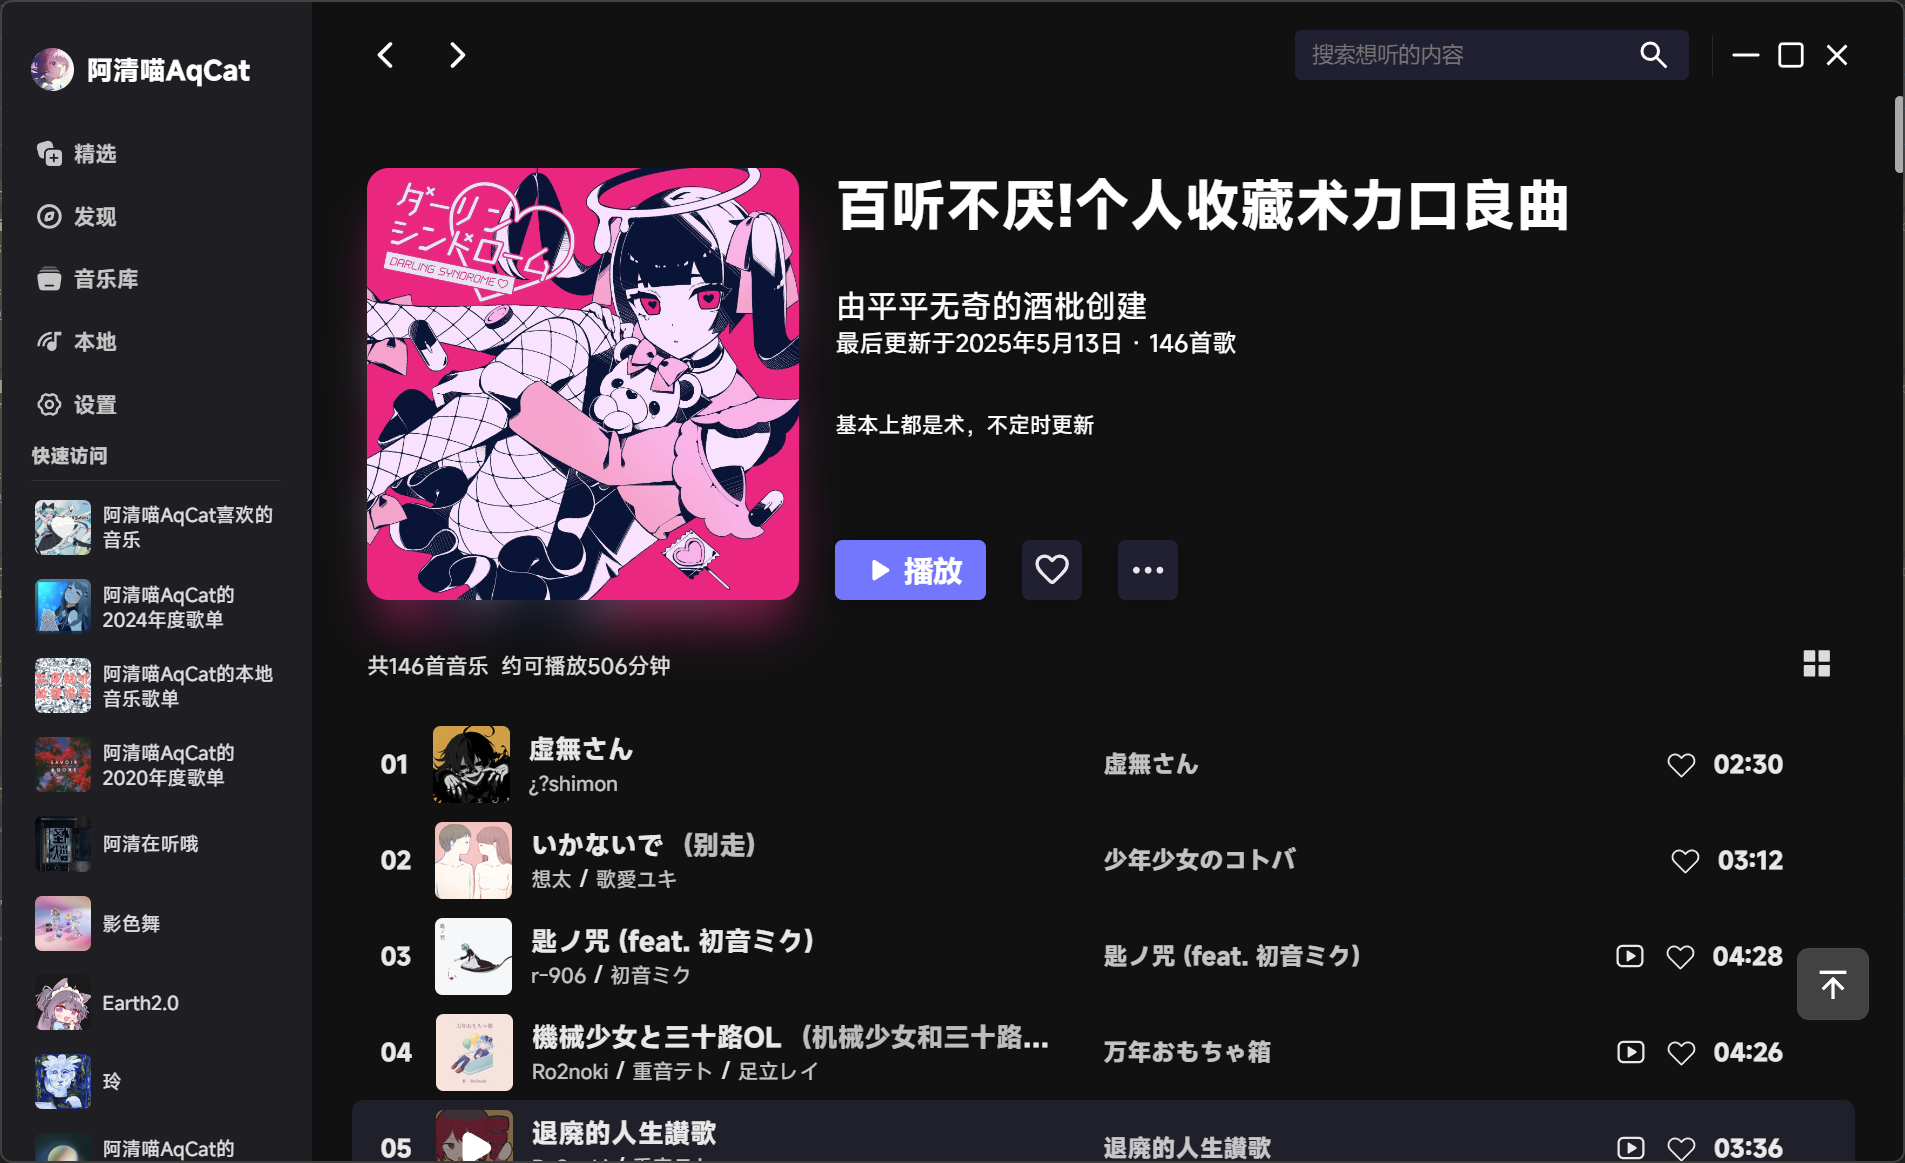 阿清喵AqCat
搜索想听的内容
精选
发现
音乐库
本地
设置
快速访问
阿清喵AqCat喜欢的
音乐
阿清喵AqCat的
2024年度歌单
阿清喵AqCat的本地
音乐歌单
阿清喵AqCat的
2020年度歌单
阿清在听哦
影色舞
Earth2.0
玲
阿清喵AqCat的
ダーリン
シンドローム
DARLING SYNDROME
百听不厌!个人收藏术力口良曲
由平平无奇的酒枇创建
最后更新于2025年5月13日 · 146首歌
基本上都是术，不定时更新
播放
共146首音乐 约可播放506分钟
01
虚無さん
¿?shimon
虚無さん
02:30
02
いかないで （别走）
想太 / 歌愛ユキ
少年少女のコトバ
03:12
03
匙ノ咒 (feat. 初音ミク)
r-906 / 初音ミク
匙ノ咒 (feat. 初音ミク)
04:28
04
機械少女と三十路OL （机械少女和三十路...
Ro2noki / 重音テト / 足立レイ
万年おもちゃ箱
04:26
05
退廃的人生讃歌
退廃的人生讃歌
03:36